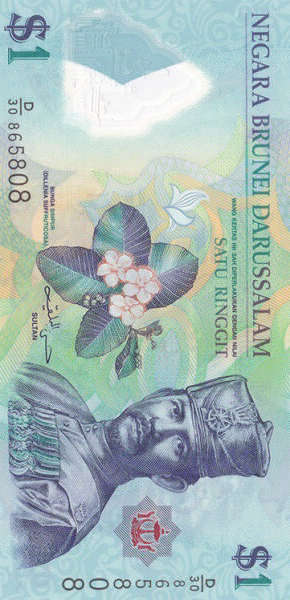 NEGARA BRUNEI DARUSSALAM
WANG KERTAS INI SAH DIPERLAKUKAN DENGAN NILAI
SATU RINGGIT
$1
D/30 865808
BUNGA SIMPUR
(DILLENIA SUFFRUTICOSA)
SULTAN
D/30 865808
$1